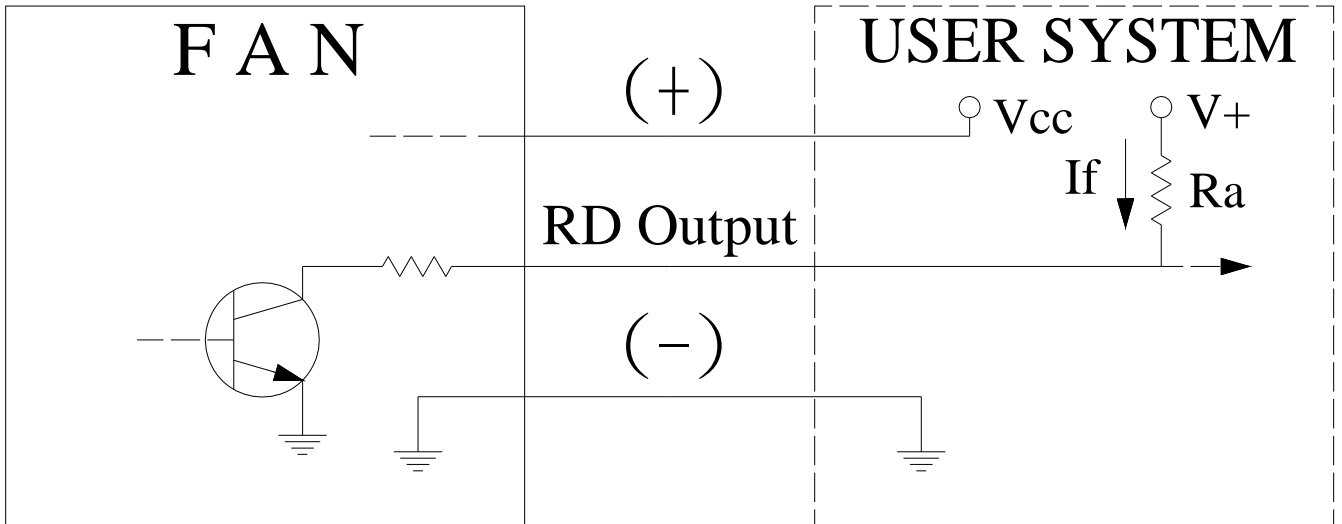 F A N
USER SYSTEM
(+)
Vcc
V+
If
Ra
RD Output
(-)